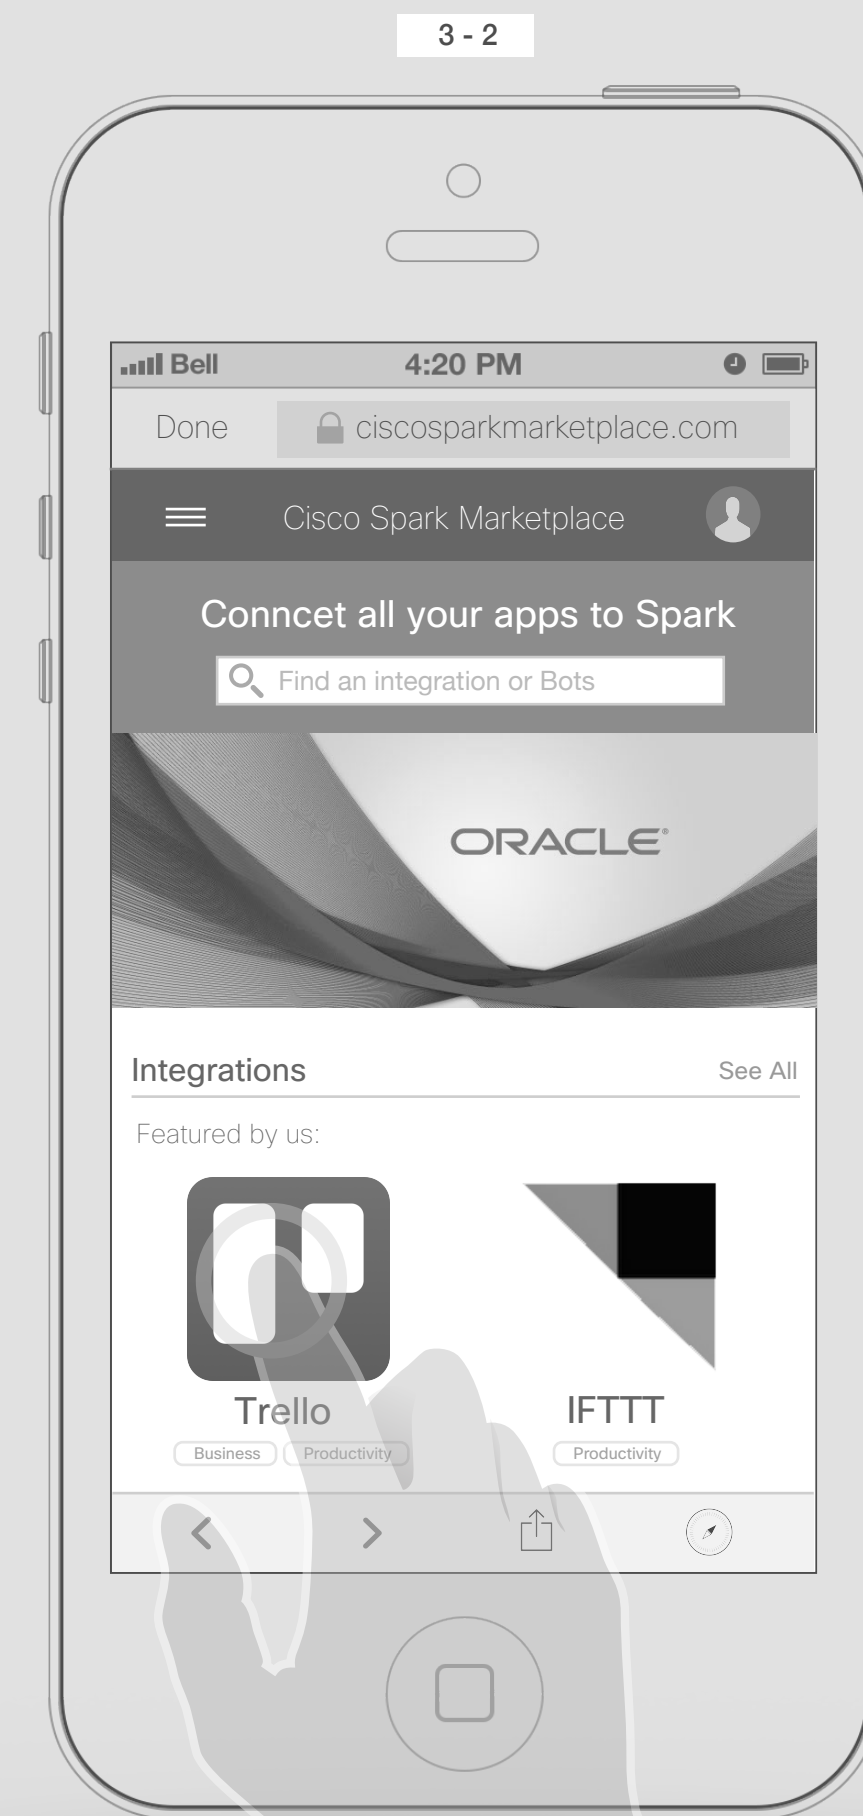 3 - 2
Bell 4:20 PM
Done ciscosparkmarketplace.com
Cisco Spark Marketplace
Conncet all your apps to Spark
Find an integration or Bots
ORACLE®
Integrations See All
Featured by us:
Trello IFTTT
Business Productivity Productivity